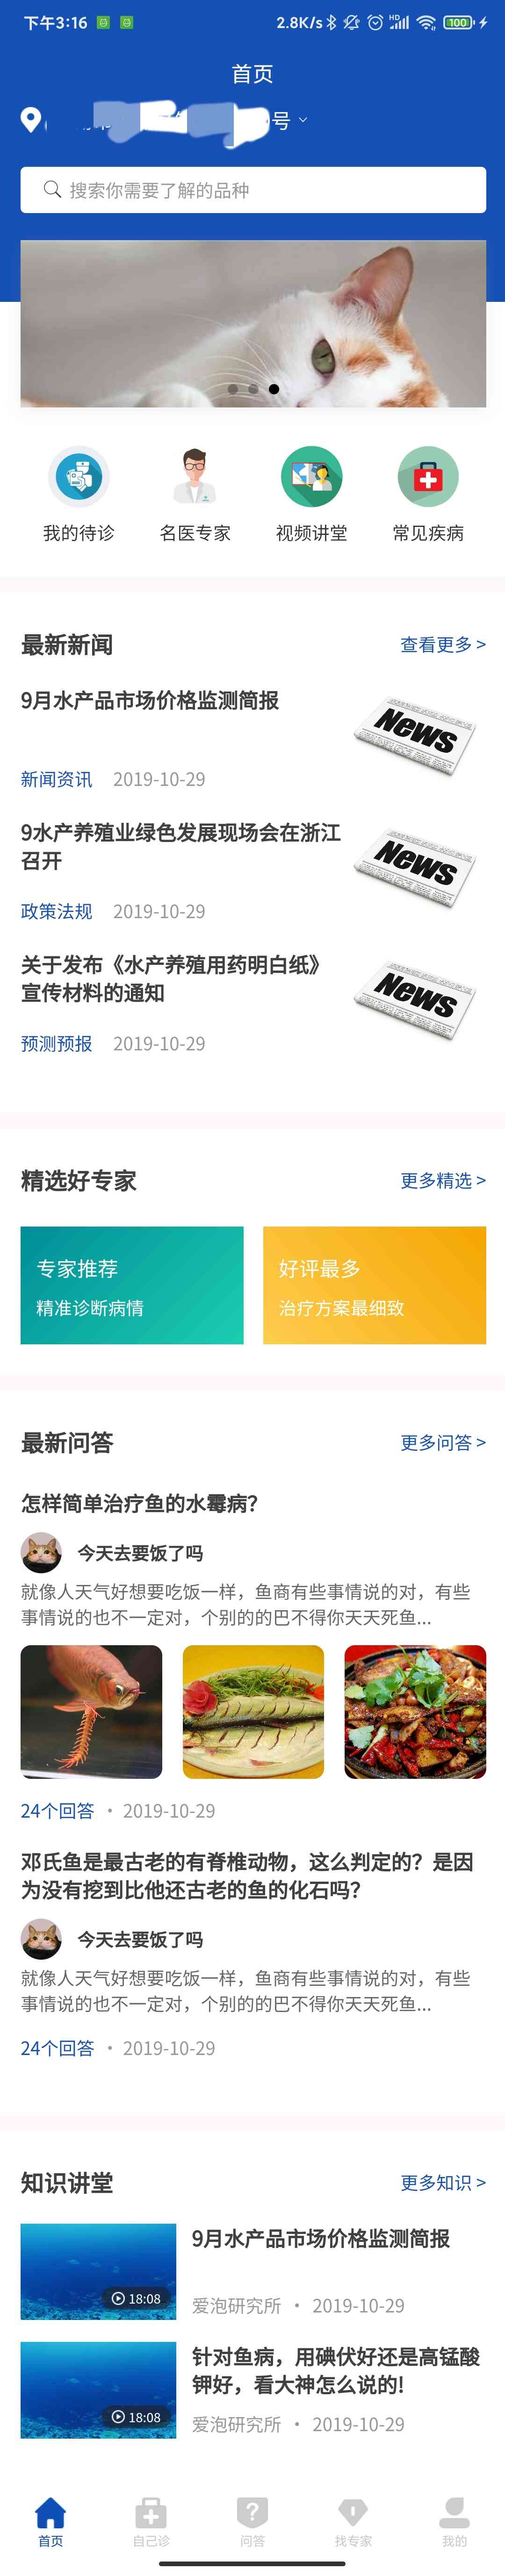 下午3:16
2.8K/s
HD
100
首页
号
搜索你需要了解的品种
我的待诊
名医专家
视频讲堂
常见疾病
最新新闻
查看更多 >
9月水产品市场价格监测简报
News
新闻资讯 2019-10-29
9水产养殖业绿色发展现场会在浙江
召开
News
政策法规 2019-10-29
关于发布《水产养殖用药明白纸》
宣传材料的通知
News
预测预报 2019-10-29
精选好专家
更多精选 >
专家推荐
精准诊断病情
好评最多
治疗方案最细致
最新问答
更多问答 >
怎样简单治疗鱼的水霉病?
今天去要饭了吗
就像人天气好想要吃饭一样，鱼商有些事情说的对，有些
事情说的也不一定对，个别的的巴不得你天天死鱼...
24个回答 • 2019-10-29
邓氏鱼是最古老的有脊椎动物，这么判定的？是因
为没有挖到比他还古老的鱼的化石吗?
今天去要饭了吗
就像人天气好想要吃饭一样，鱼商有些事情说的对，有些
事情说的也不一定对，个别的的巴不得你天天死鱼...
24个回答 • 2019-10-29
知识讲堂
更多知识 >
9月水产品市场价格监测简报
18:08
爱泡研究所 • 2019-10-29
针对鱼病，用碘伏好还是高锰酸
钾好，看大神怎么说的!
18:08
爱泡研究所 • 2019-10-29
首页
自己诊
问答
找专家
我的